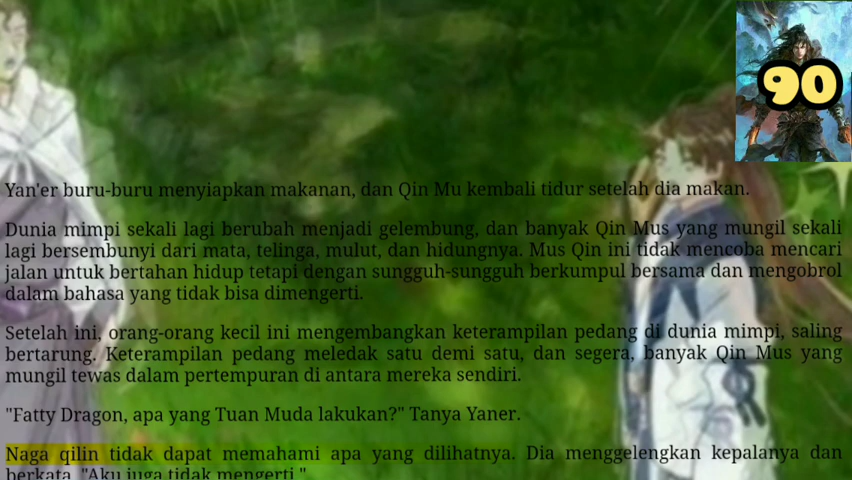 90
Yan'er buru-buru menyiapkan makanan, dan Qin Mu kembali tidur setelah dia makan.
Dunia mimpi sekali lagi berubah menjadi gelembung, dan banyak Qin Mus yang mungil sekali
lagi bersembunyi dari mata, telinga, mulut, dan hidungnya. Mus Qin ini tidak mencoba mencari
jalan untuk bertahan hidup tetapi dengan sungguh-sungguh berkumpul bersama dan mengobrol
dalam bahasa yang tidak bisa dimengerti.
Setelah ini, orang-orang kecil ini mengembangkan keterampilan pedang di dunia mimpi, saling
bertarung. Keterampilan pedang meledak satu demi satu, dan segera, banyak Qin Mus yang
mungil tewas dalam pertempuran di antara mereka sendiri.
"Fatty Dragon, apa yang Tuan Muda lakukan?" Tanya Yaner.
Naga qilin tidak dapat memahami apa yang dilihatnya. Dia menggelengkan kepalanya dan
berkata, "Aku juga tidak mengerti."